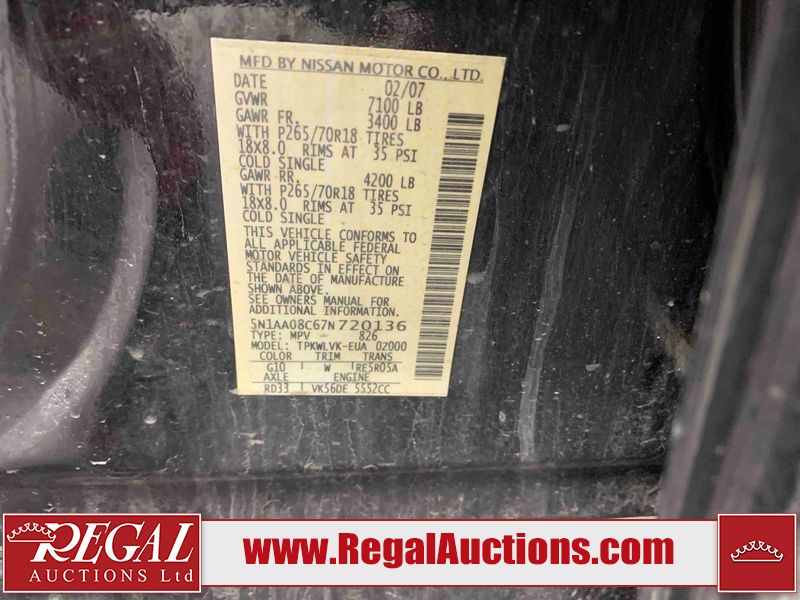 MFD BY NISSAN MOTOR CO., LTD.
DATE 02/07
GVWR 7100 LB
GAWR FR. 3400 LB
WITH P265/70R18 TIRES
18X8.0 RIMS AT 35 PSI
COLD SINGLE
GAWR RR. 4200 LB
WITH P265/70R18 TIRES
18X8.0 RIMS AT 35 PSI
COLD SINGLE
THIS VEHICLE CONFORMS TO
ALL APPLICABLE FEDERAL
MOTOR VEHICLE SAFETY
STANDARDS IN EFFECT ON
THE DATE OF MANUFACTURE
SHOWN ABOVE.
SEE OWNERS MANUAL FOR
ADDITIONAL INFORMATION.
5N1AA08C67N720136
TYPE: MPV 826
MODEL: TPKWLVK-EUA 0Z000
COLOR TRIM TRANS
G10 W RE5R05A
AXLE ENGINE
RD33 VK56DE 5552CC
REGAL
AUCTIONS Ltd
www.RegalAuctions.com